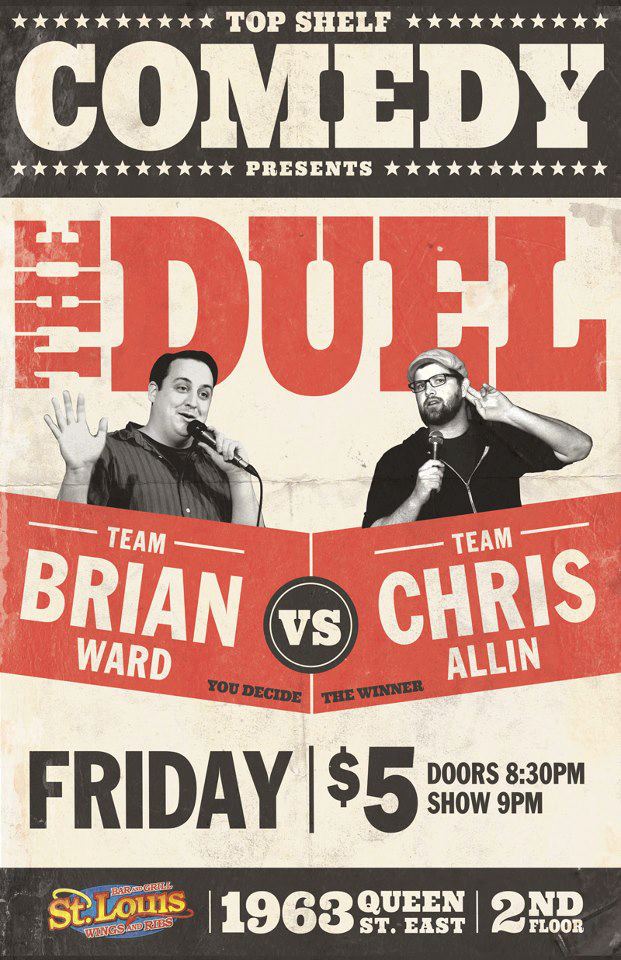 TOP SHELF
COMEDY
PRESENTS
THE DUEL
TEAM
BRIAN
WARD
VS
TEAM
CHRIS
ALLIN
YOU DECIDE THE WINNER
FRIDAY
$5
DOORS 8:30PM
SHOW 9PM
BAR AND GRILL
St. Louis
WINGS AND RIBS
1963 QUEEN
ST. EAST
2ND
FLOOR